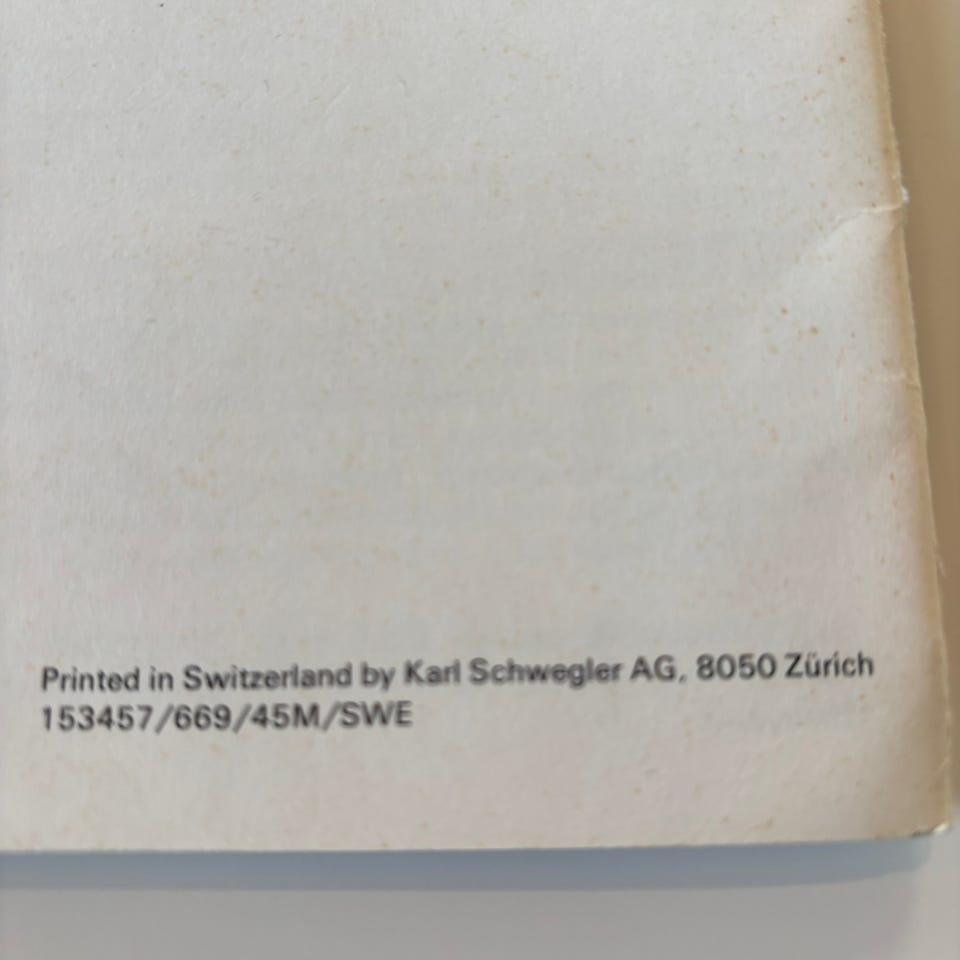 Printed in Switzerland by Karl Schwegler AG, 8050 Zürich
153457/669/45M/SWE